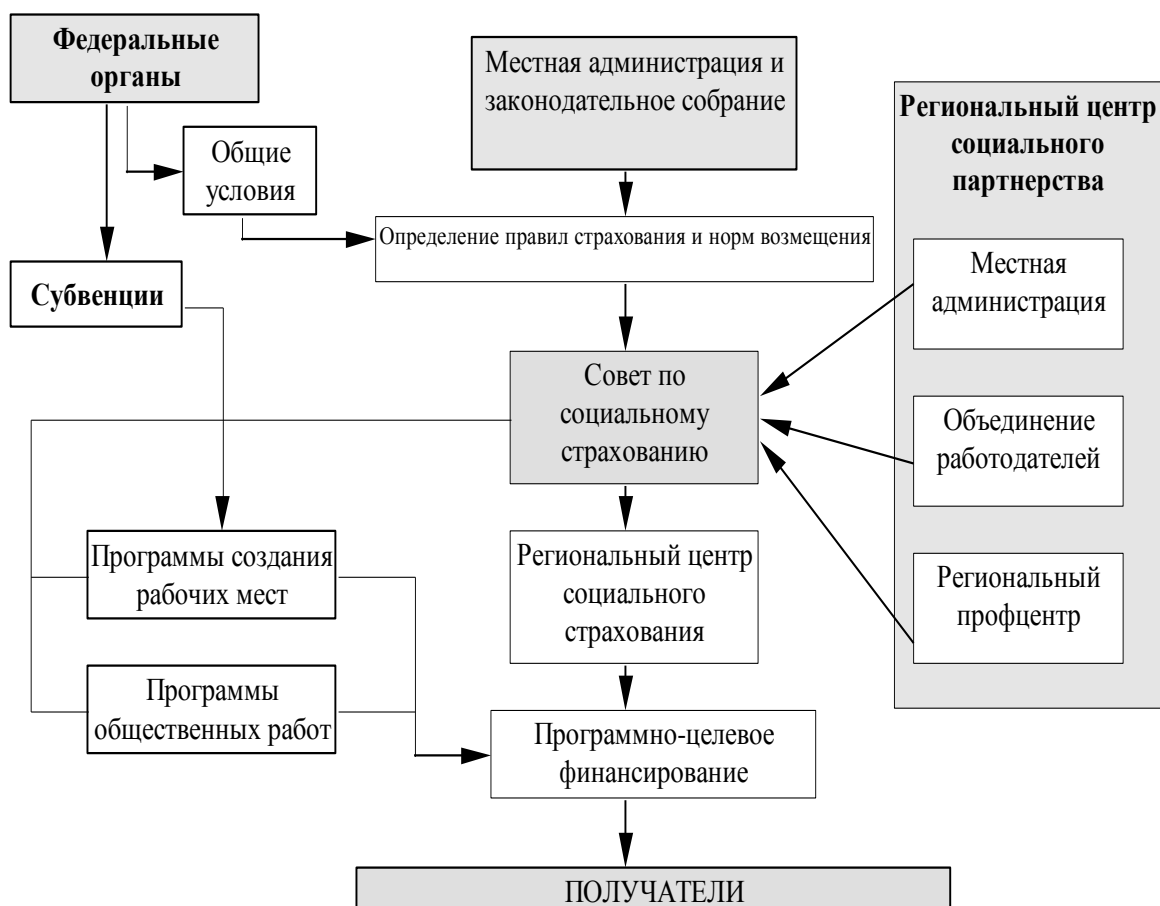 Федеральные
органы
Местная администрация и
законодательное собрание
Региональный центр
социального
партнерства
Общие
условия
Определение правил страхования и норм возмещения
Субвенции
Местная
администрация
Совет по
социальному
страхованию
Объединение
работодателей
Программы создания
рабочих мест
Региональный центр
социального
страхования
Региональный
профцентр
Программы
общественных работ
Программно-целевое
финансирование
ПОЛУЧАТЕЛИ